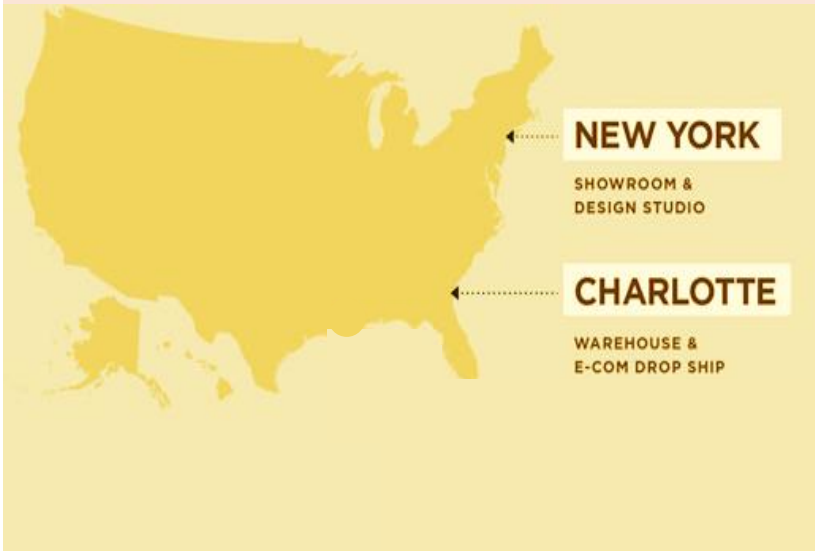 NEW YORK
SHOWROOM &
DESIGN STUDIO
CHARLOTTE
WAREHOUSE &
E-COM DROP SHIP